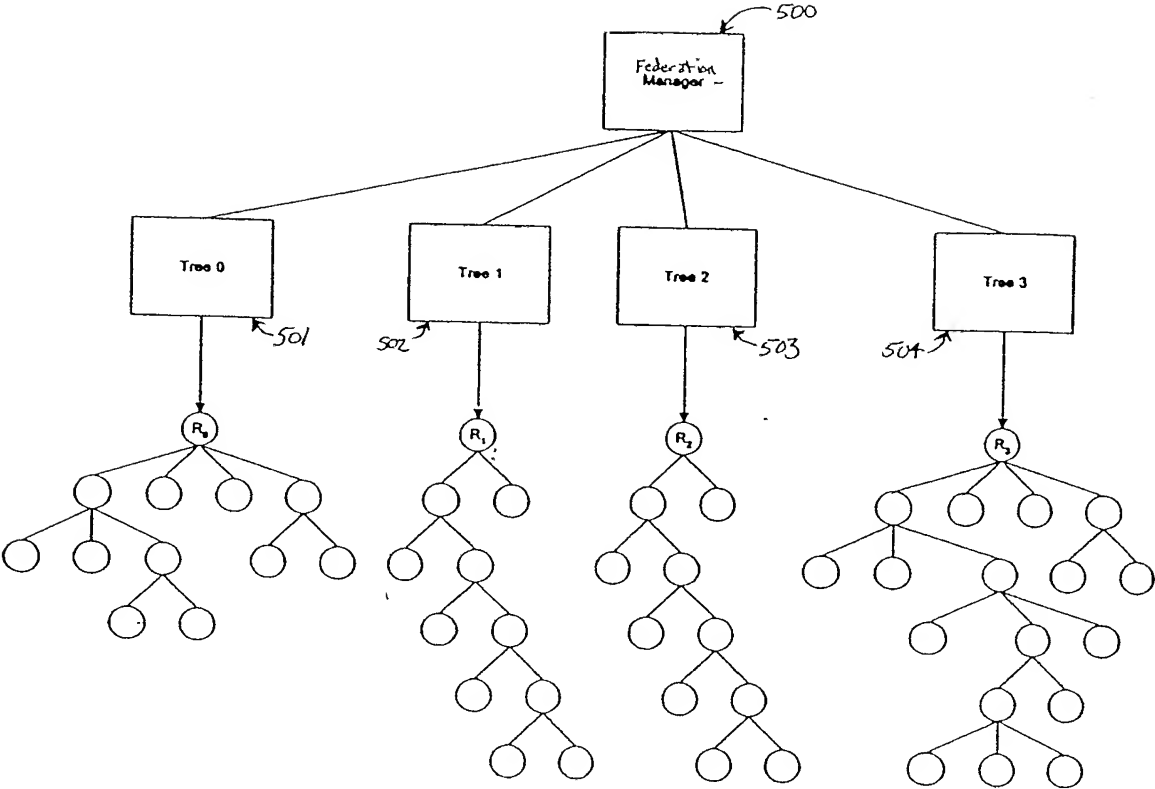 500
Federation
Manager
Tree 0
Tree 1
Tree 2
Tree 3
501
502
503
504
R₀
R₁
R₂
R₃